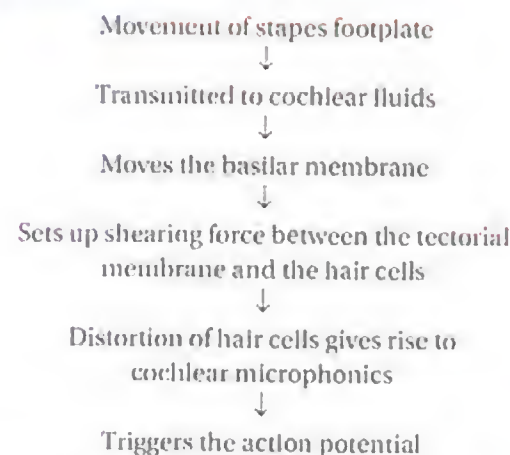 Movement of stapes footplate
↓
Transmitted to cochlear fluids
↓
Moves the basilar membrane
↓
Sets up shearing force between the tectorial
membrane and the hair cells
↓
Distortion of hair cells gives rise to
cochlear microphonics
↓
Triggers the action potential